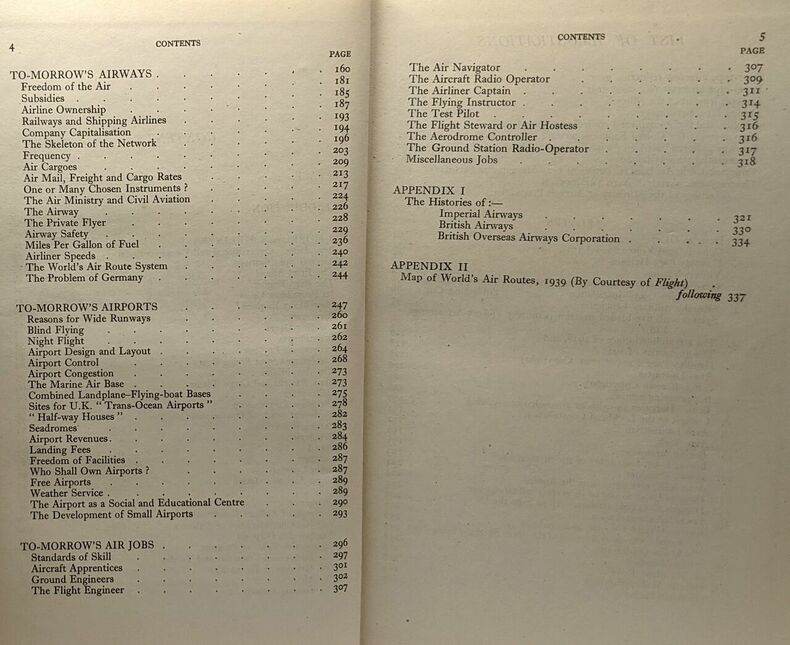 4 CONTENTS
PAGE
TO-MORROW'S AIRWAYS . . . . . 160
Freedom of the Air . . . . . 181
Subsidies . . . . . 185
Airline Ownership . . . . . 187
Railways and Shipping Airlines . . . . . 193
Company Capitalisation . . . . . 194
The Skeleton of the Network . . . . . 196
Frequency . . . . . 203
Air Cargoes . . . . . 209
Air Mail, Freight and Cargo Rates . . . . 213
One or Many Chosen Instruments ? . . . . 217
The Air Ministry and Civil Aviation . . . . 224
The Airway . . . . . 226
The Private Flyer . . . . . 228
Airway Safety . . . . . 229
Miles Per Gallon of Fuel . . . . . 236
Airliner Speeds . . . . . 240
The World's Air Route System . . . . . 242
The Problem of Germany . . . . . 244
TO-MORROW'S AIRPORTS . . . . . 247
Reasons for Wide Runways . . . . . 260
Blind Flying . . . . . 261
Night Flight . . . . . 262
Airport Design and Layout . . . . . 264
Airport Control . . . . . 268
Airport Congestion . . . . . 273
The Marine Air Base . . . . . 273
Combined Landplane–Flying-boat Bases . . . . 275
Sites for U.K. " Trans-Ocean Airports " . . . . 278
" Half-way Houses " . . . . . 282
Seadromes . . . . . 283
Airport Revenues . . . . . 284
Landing Fees . . . . . 286
Freedom of Facilities . . . . . 287
Who Shall Own Airports ? . . . . . 287
Free Airports . . . . . 289
Weather Service . . . . . 289
The Airport as a Social and Educational Centre . . . 290
The Development of Small Airports . . . . 293
TO-MORROW'S AIR JOBS . . . . . 296
Standards of Skill . . . . . 297
Aircraft Apprentices . . . . . 301
Ground Engineers . . . . . 302
The Flight Engineer . . . . . 307
CONTENTS 5
PAGE
The Air Navigator . . . . . 307
The Aircraft Radio Operator . . . . . 309
The Airliner Captain . . . . . 311
The Flying Instructor . . . . . 314
The Test Pilot . . . . . 315
The Flight Steward or Air Hostess . . . . 316
The Aerodrome Controller . . . . . 316
The Ground Station Radio-Operator . . . . 317
Miscellaneous Jobs . . . . . 318
APPENDIX I
The Histories of :—
Imperial Airways . . . . . 321
British Airways . . . . . 330
British Overseas Airways Corporation . . . . 334
APPENDIX II
Map of World's Air Routes, 1939 (By Courtesy of Flight) .
following 337